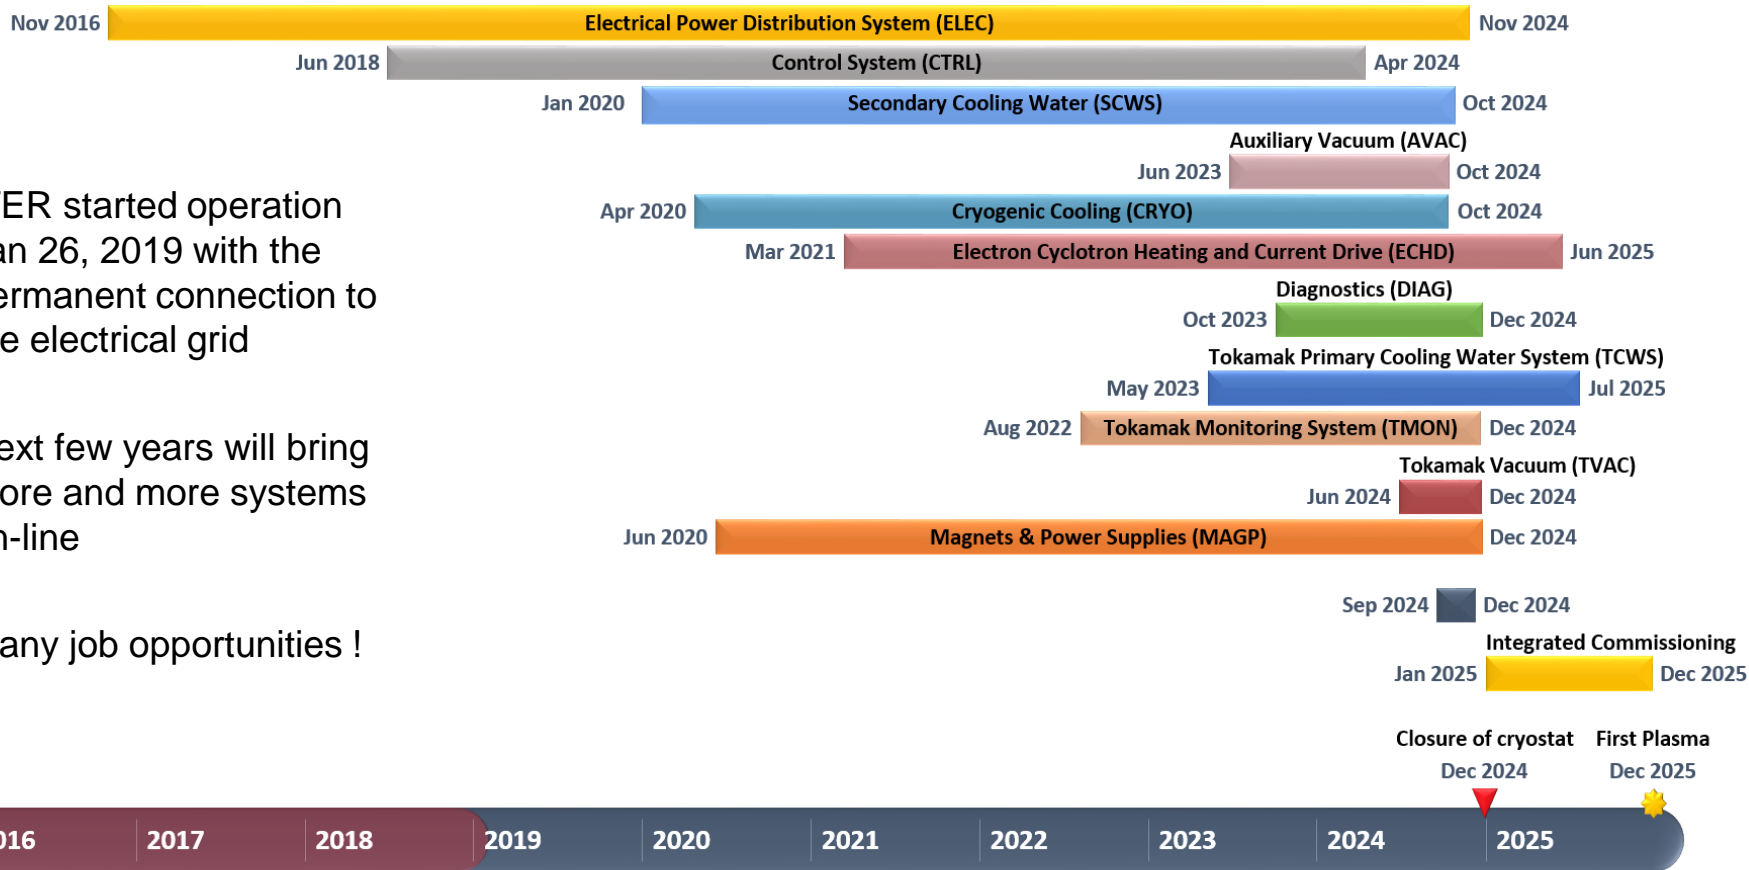 Nov 2016 Electrical Power Distribution System (ELEC) Nov 2024
Jun 2018 Control System (CTRL) Apr 2024
Jan 2020 Secondary Cooling Water (SCWS) Oct 2024
Auxiliary Vacuum (AVAC)
Jun 2023 Oct 2024
Apr 2020 Cryogenic Cooling (CRYO) Oct 2024
Mar 2021 Electron Cyclotron Heating and Current Drive (ECHD) Jun 2025
Diagnostics (DIAG)
Oct 2023 Dec 2024
Tokamak Primary Cooling Water System (TCWS)
May 2023 Jul 2025
Aug 2022 Tokamak Monitoring System (TMON) Dec 2024
Tokamak Vacuum (TVAC)
Jun 2024 Dec 2024
Jun 2020 Magnets & Power Supplies (MAGP) Dec 2024
Sep 2024 Dec 2024
Integrated Commissioning
Jan 2025 Dec 2025
TER started operation
an 26, 2019 with the
ermanent connection to
e electrical grid
ext few years will bring
ore and more systems
n-line
any job opportunities !
Closure of cryostat First Plasma
Dec 2024 Dec 2025
016 2017 2018 2019 2020 2021 2022 2023 2024 2025